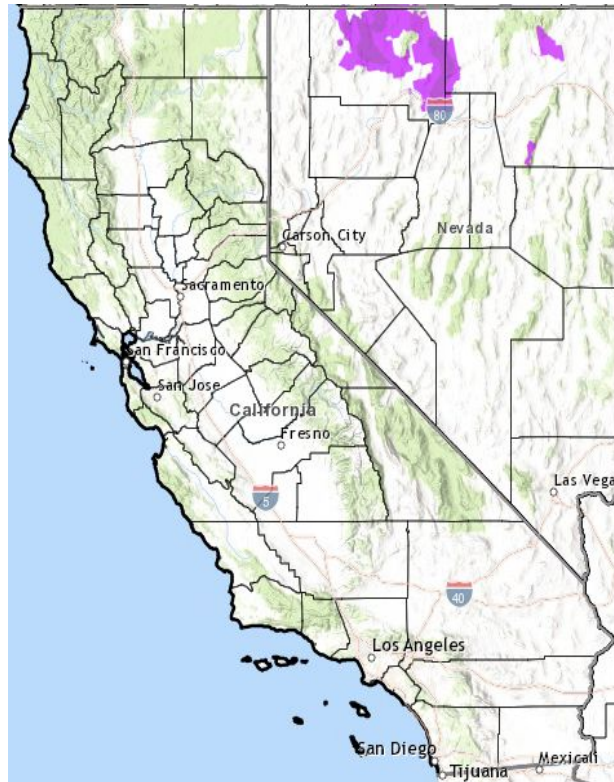 80
Nevada
Carson City
Sacramento
San Francisco
San Jose
California
Fresno
5
Las Vega
40
Los Angeles
San Diego
Mexicali
Tijuana